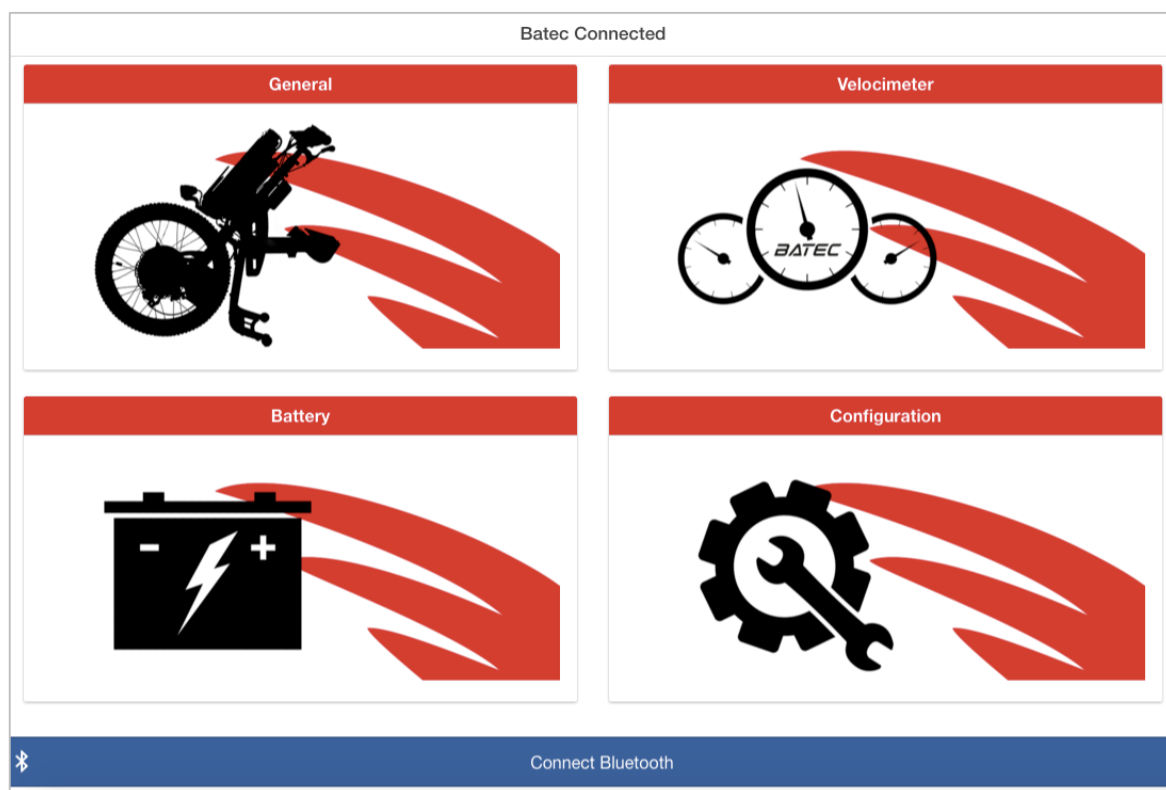 Batec Connected
General
Velocimeter
BATEC
Battery
Configuration
- +
Connect Bluetooth